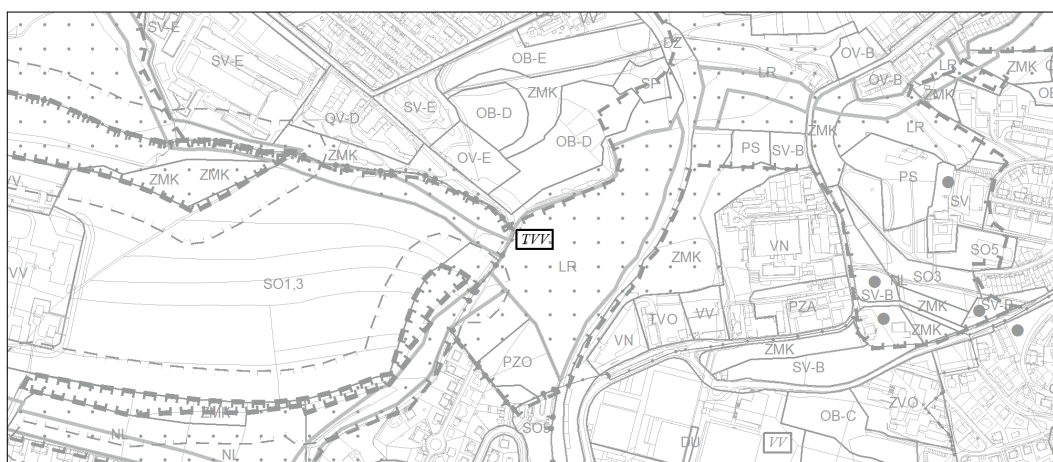 SV-E
VV
SV-E
OB-E
DZ
OV-B
LR
ZMK
LR
OV-B
ZMK
SP
ZMK
SV-E
OB-D
OV-D
ZMK
LR
OB-D
PS
SV-B
OV-E
ZMK
ZMK
ZMK
PS
SV
TVV
VN
SO5
LR
ZMK
VV
SO1,3
NL
SO3
SV-B
PZA
ZMK
SV-B
TVO
VV
ZMK
VN
ZMK
PZO
SV-B
ZMK
OB-C
ZVO
SO5
NL
DU
VV
NL